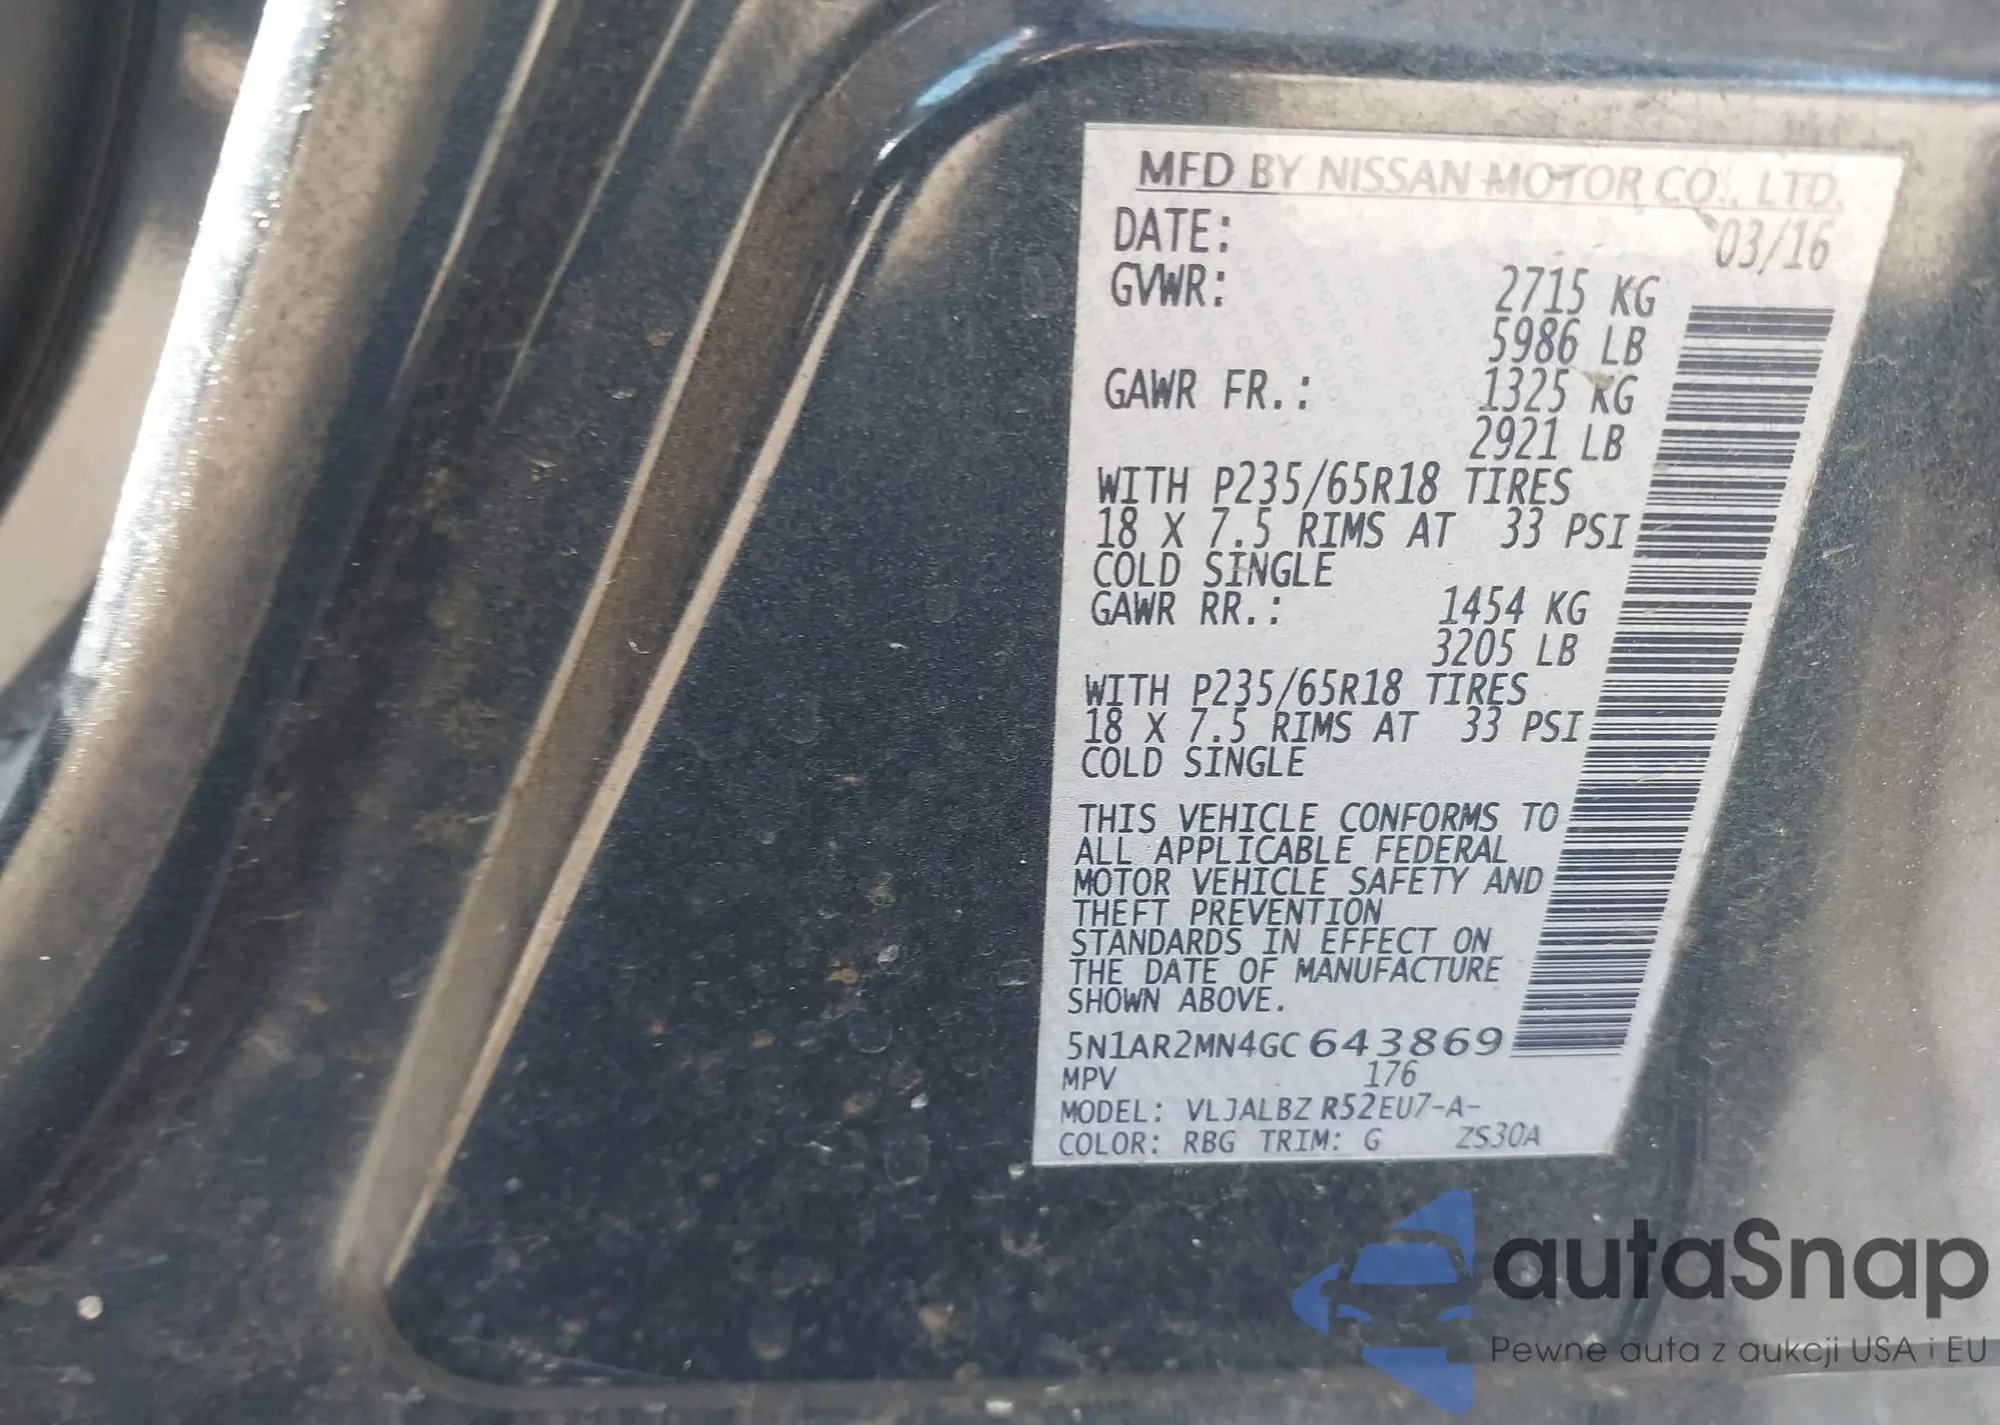 MFD BY NISSAN MOTOR CO., LTD.
DATE: 03/16
GVWR: 2715 KG
5986 LB
GAWR FR.: 1325 KG
2921 LB
WITH P235/65R18 TIRES
18 X 7.5 RIMS AT 33 PSI
COLD SINGLE
GAWR RR.: 1454 KG
3205 LB
WITH P235/65R18 TIRES
18 X 7.5 RIMS AT 33 PSI
COLD SINGLE
THIS VEHICLE CONFORMS TO
ALL APPLICABLE FEDERAL
MOTOR VEHICLE SAFETY AND
THEFT PREVENTION
STANDARDS IN EFFECT ON
THE DATE OF MANUFACTURE
SHOWN ABOVE.
5N1AR2MN4GC643869
MPV 176
MODEL: VLJALBZ R52EU7-A-
COLOR: RBG TRIM: G ZS30A
autaSnap
Pewne auta z aukcji USA i EU